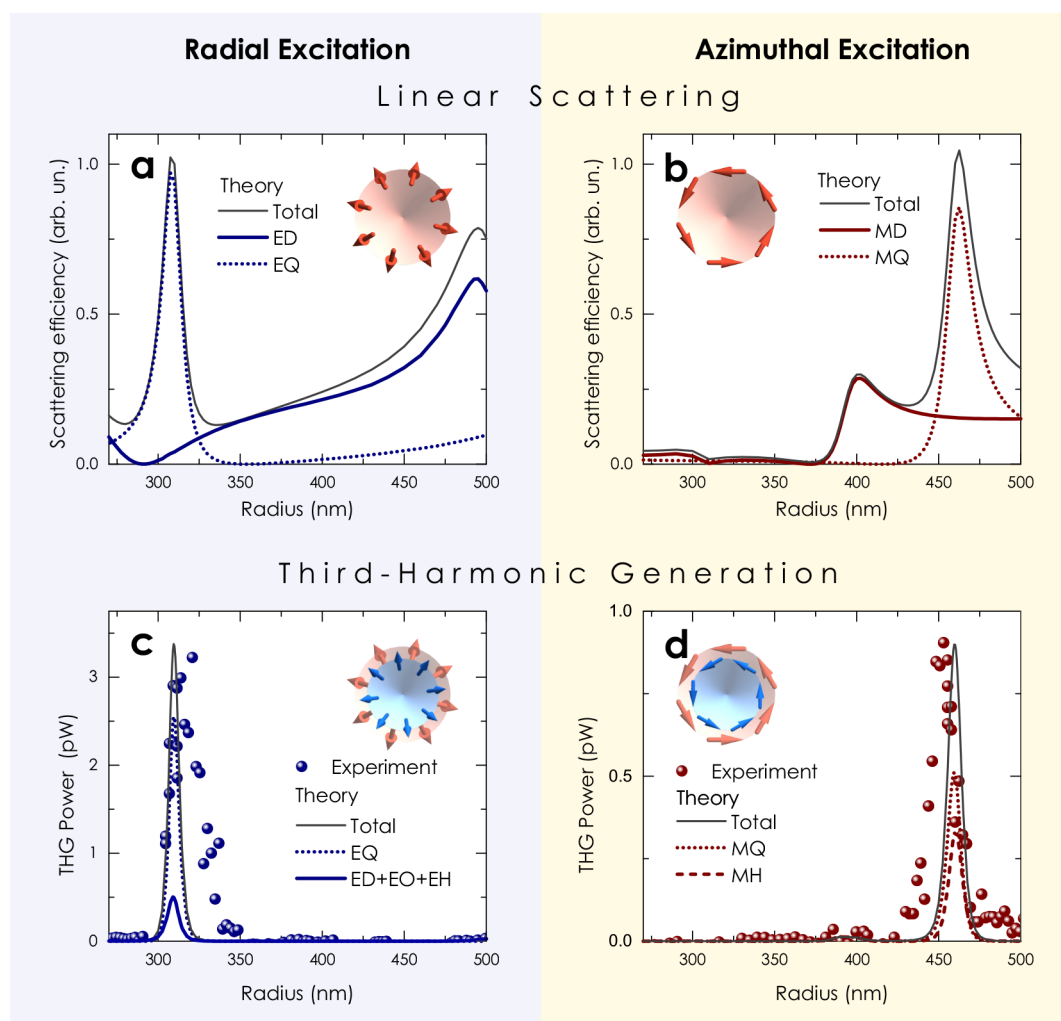 Radial Excitation
Azimuthal Excitation
Linear Scattering
a
Scattering efficiency (arb. un.)
1.0
0.5
0.0
Theory
Total
ED
EQ
300 350 400 450 500
Radius (nm)
b
Scattering efficiency (arb. un.)
1.0
0.5
0.0
Theory
Total
MD
MQ
300 350 400 450 500
Radius (nm)
Third-Harmonic Generation
c
THG Power (pW)
3
2
1
0
Experiment
Theory
Total
EQ
ED+EO+EH
300 350 400 450 500
Radius (nm)
d
THG Power (pW)
1.0
0.5
0.0
Experiment
Theory
Total
MQ
MH
300 350 400 450 500
Radius (nm)